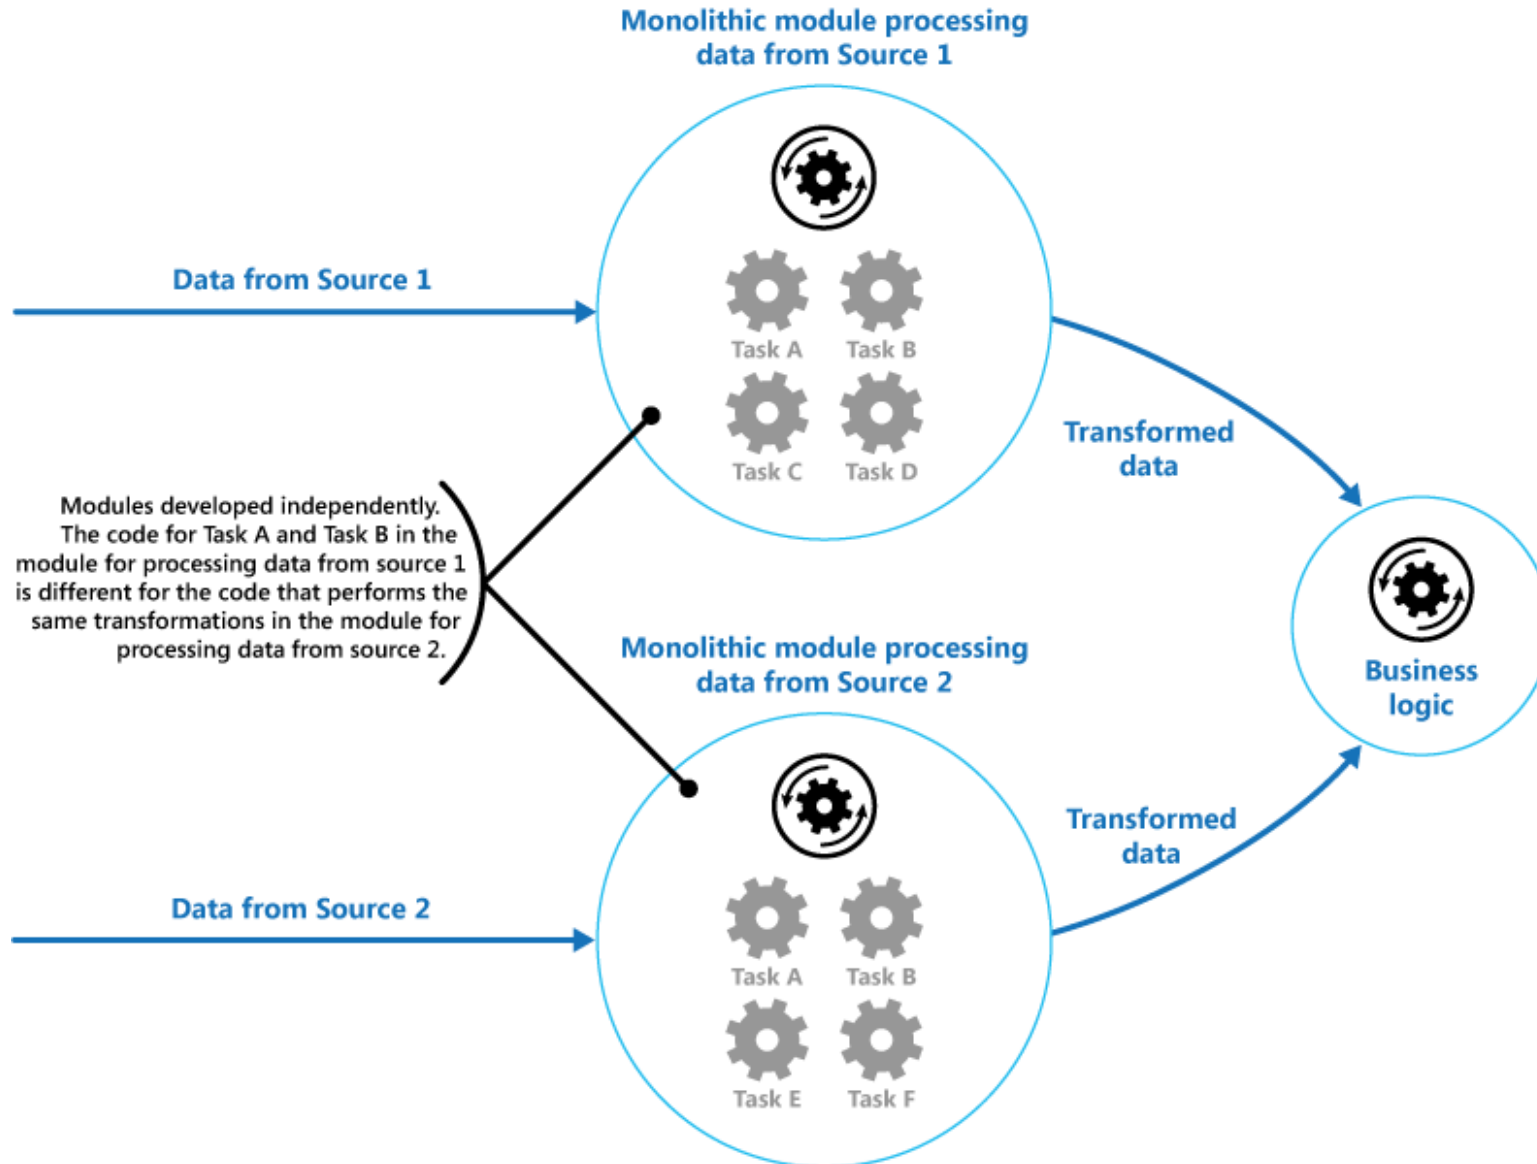 Monolithic module processing
data from Source 1
Data from Source 1
Task A
Task B
Task C
Task D
Transformed
data
Modules developed independently.
The code for Task A and Task B in the
module for processing data from source 1
is different for the code that performs the
same transformations in the module for
processing data from source 2.
Business
logic
Monolithic module processing
data from Source 2
Data from Source 2
Task A
Task B
Task E
Task F
Transformed
data